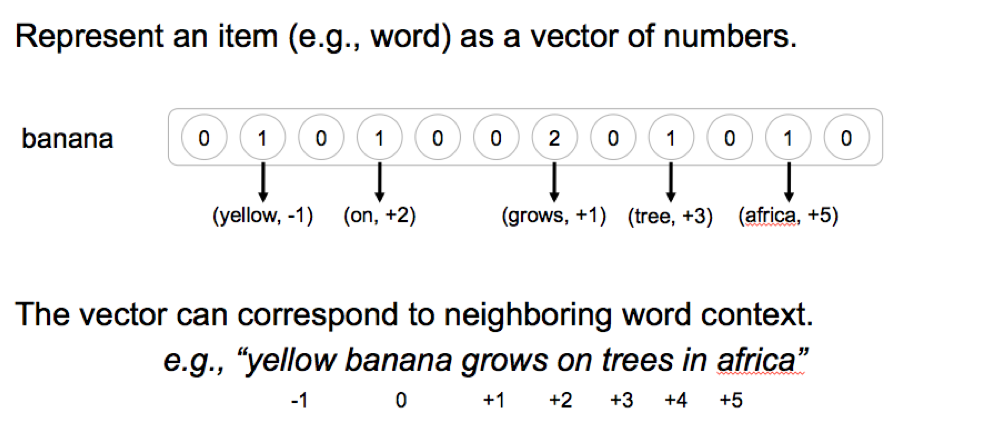 Represent an item (e.g., word) as a vector of numbers.
banana 0 1 0 1 0 0 2 0 1 0 1 0
(yellow, -1) (on, +2) (grows, +1) (tree, +3) (africa, +5)
The vector can correspond to neighboring word context.
e.g., “yellow banana grows on trees in africa”
-1 0 +1 +2 +3 +4 +5